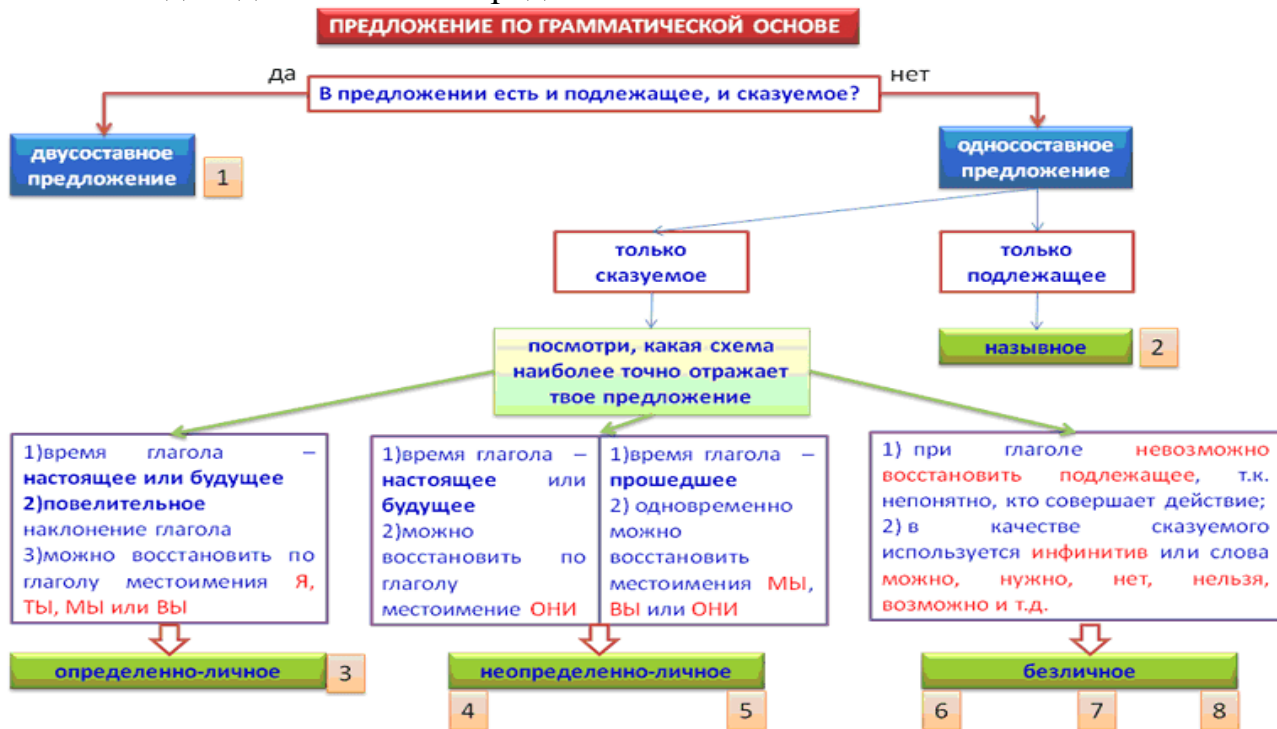 ПРЕДЛОЖЕНИЕ ПО ГРАММАТИЧЕСКОЙ ОСНОВЕ
да
нет
В предложении есть и подлежащее, и сказуемое?
двусоставное
предложение
1
односоставное
предложение
только
сказуемое
только
подлежащее
посмотри, какая схема
наиболее точно отражает
твое предложение
назывное
2
1)время глагола –
настоящее или будущее
2)повелительное
наклонение глагола
3)можно восстановить по
глаголу местоимения Я,
ТЫ, МЫ или ВЫ
1)время глагола –
настоящее или
будущее
2)можно
восстановить по
глаголу
местоимение ОНИ
1)время глагола –
прошедшее
2) одновременно
можно
восстановить
местоимения МЫ,
ВЫ или ОНИ
1) при глаголе невозможно
восстановить подлежащее, т.к.
непонятно, кто совершает действие;
2) в качестве сказуемого
используется инфинитив или слова
можно, нужно, нет, нельзя,
возможно и т.д.
определенно-личное
3
неопределенно-личное
4
5
безличное
6
7
8